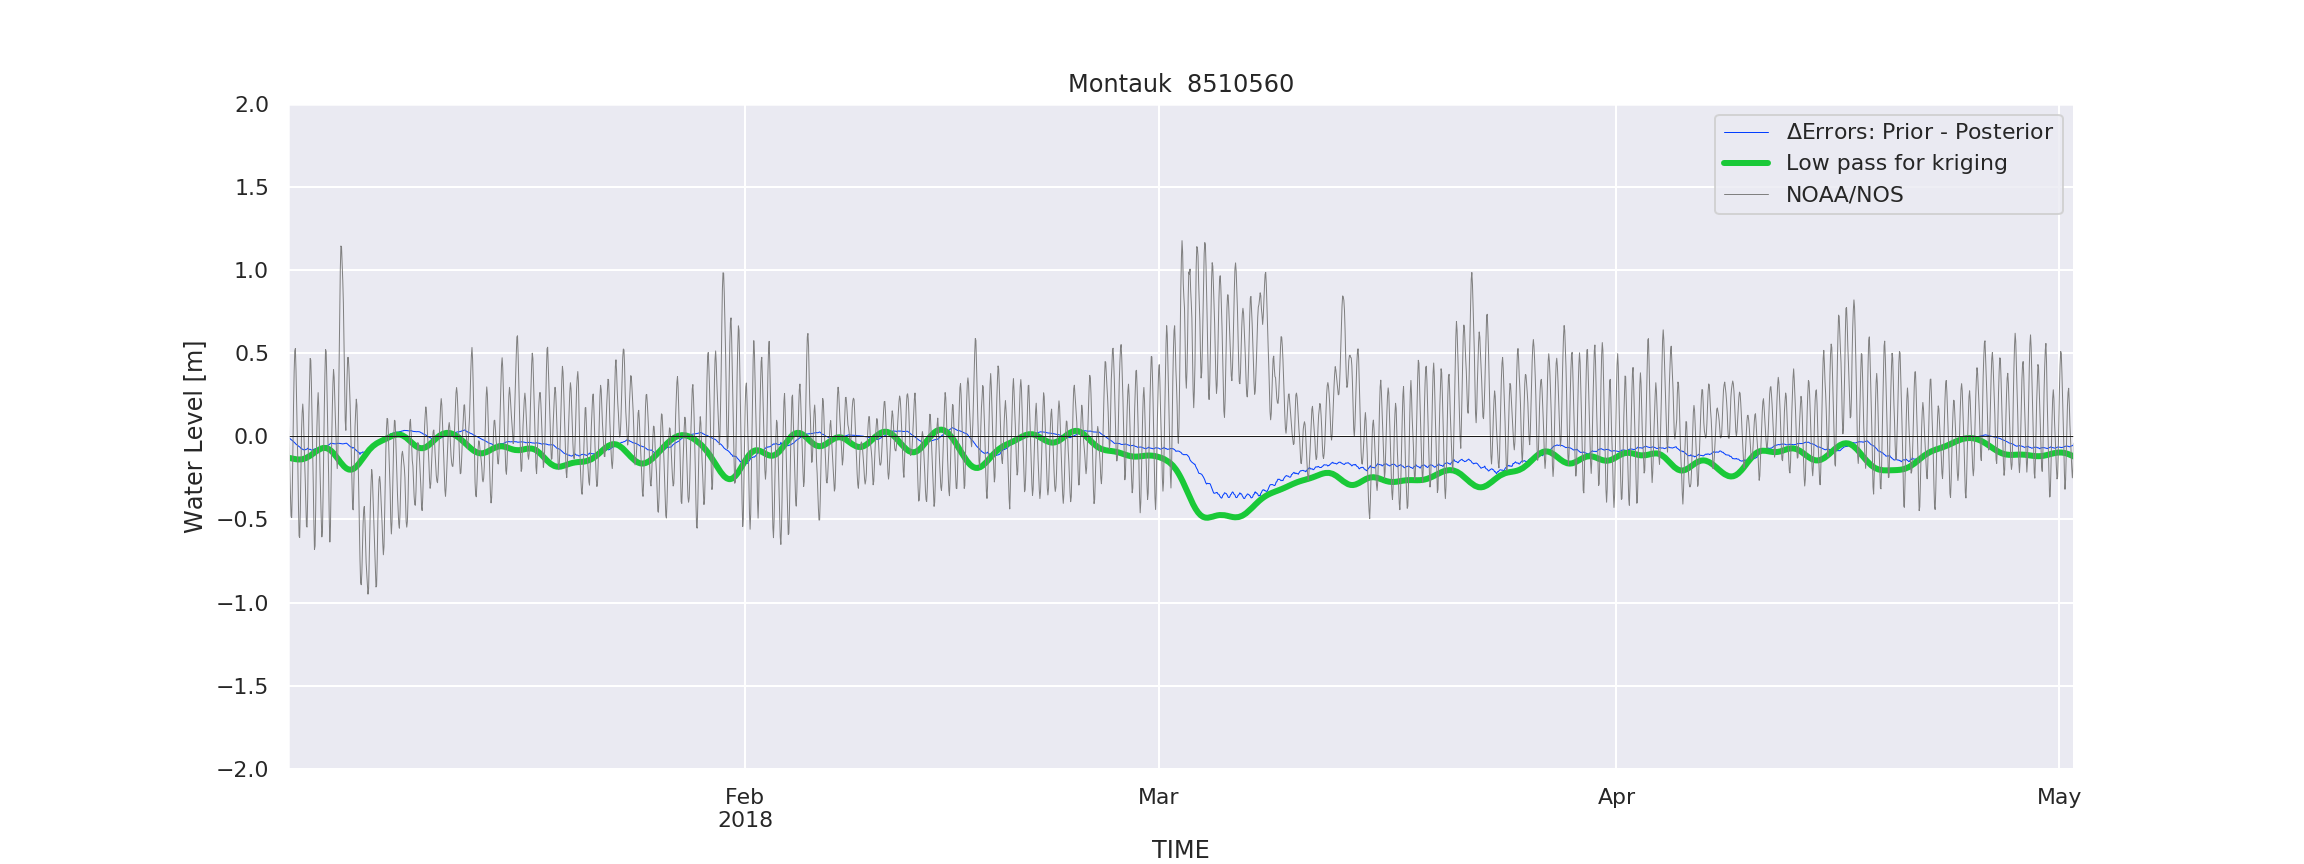 Montauk  8510560
ΔErrors: Prior - Posterior
Low pass for kriging
NOAA/NOS
Water Level [m]
2.0
1.5
1.0
0.5
0.0
−0.5
−1.0
−1.5
−2.0
Feb
2018
Mar
Apr
May
TIME